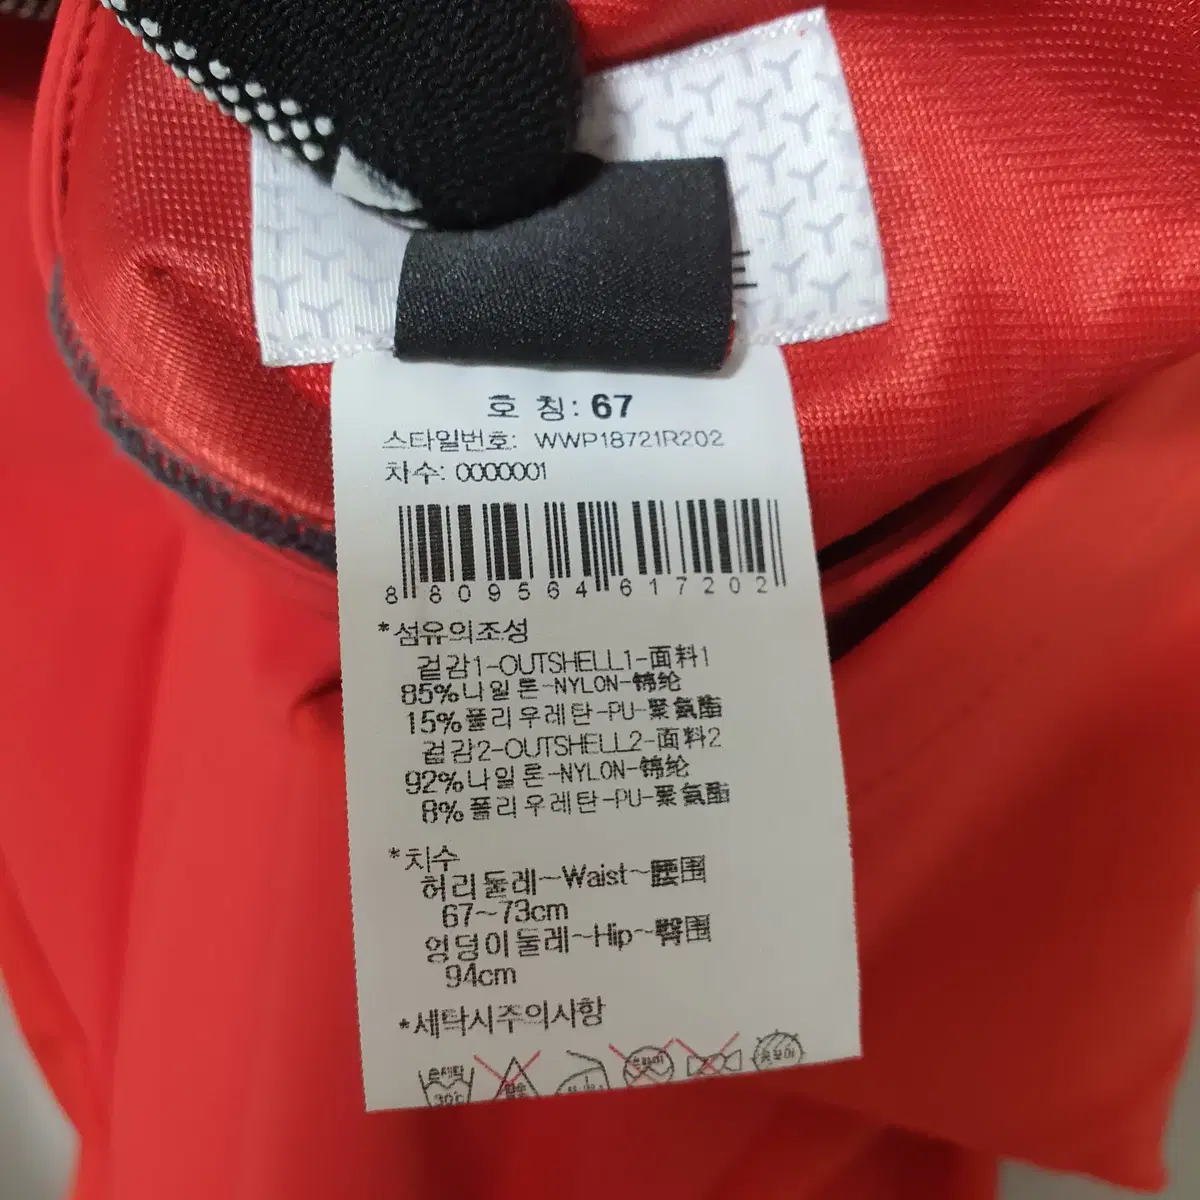 호 칭: 67
스타일번호: WWP18721R202
차수: 0000001
8 809564 617202
*섬유의조성
겉감1-OUTSHELL1-面料1
85%나일론-NYLON-锦纶
15%폴리우레탄-PU-聚氨酯
겉감2-OUTSHELL2-面料2
92%나일론-NYLON-锦纶
8%폴리우레탄-PU-聚氨酯
*치수
허리둘레~Waist~腰围
67~73cm
엉덩이둘레~Hip~臀围
94cm
*세탁시주의사항
손세탁
30℃